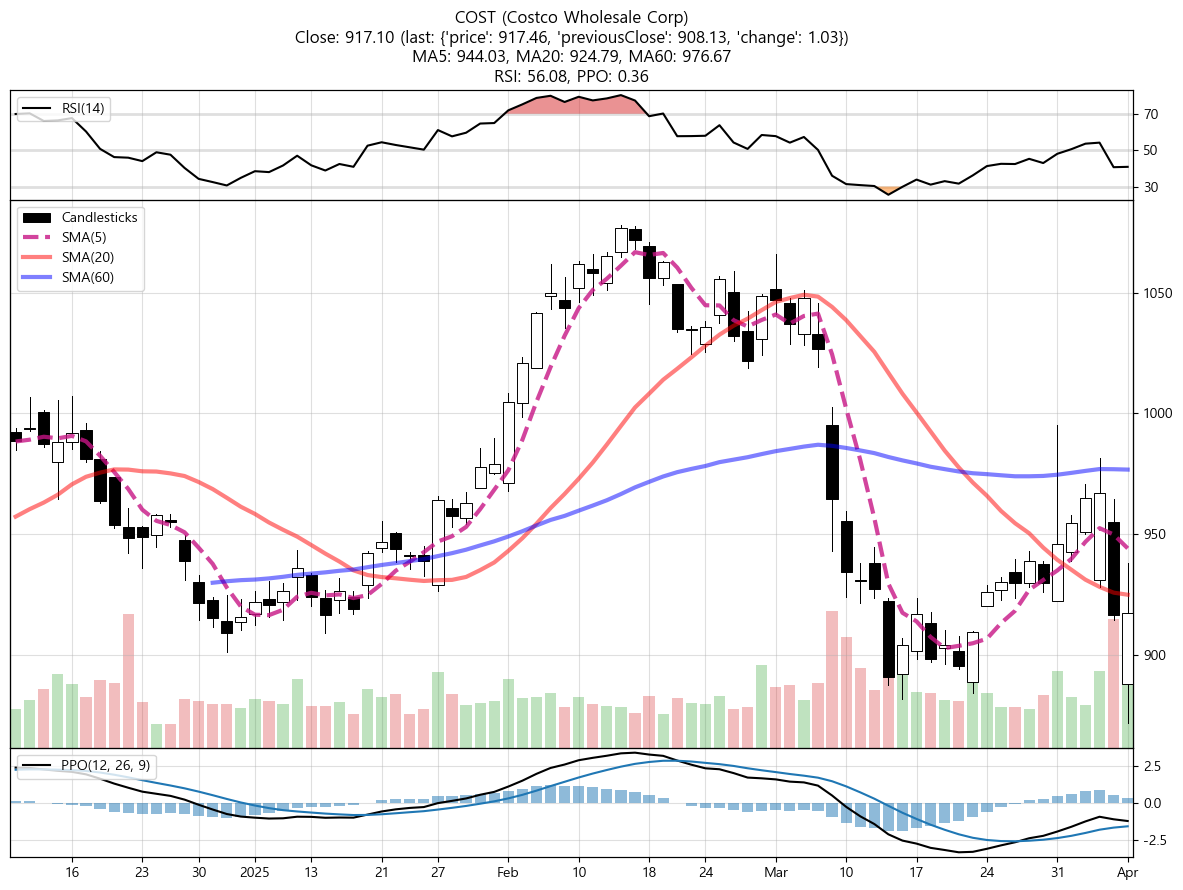 COST (Costco Wholesale Corp)
Close: 917.10 (last: {'price': 917.46, 'previousClose': 908.13, 'change': 1.03})
MA5: 944.03, MA20: 924.79, MA60: 976.67
RSI: 56.08, PPO: 0.36
RSI(14)
70
50
30
Candlesticks
SMA(5)
SMA(20)
SMA(60)
1050
1000
950
900
PPO(12, 26, 9)
2.5
0.0
-2.5
16 23 30 2025 13 21 27 Feb 10 18 24 Mar 10 17 24 31 Apr